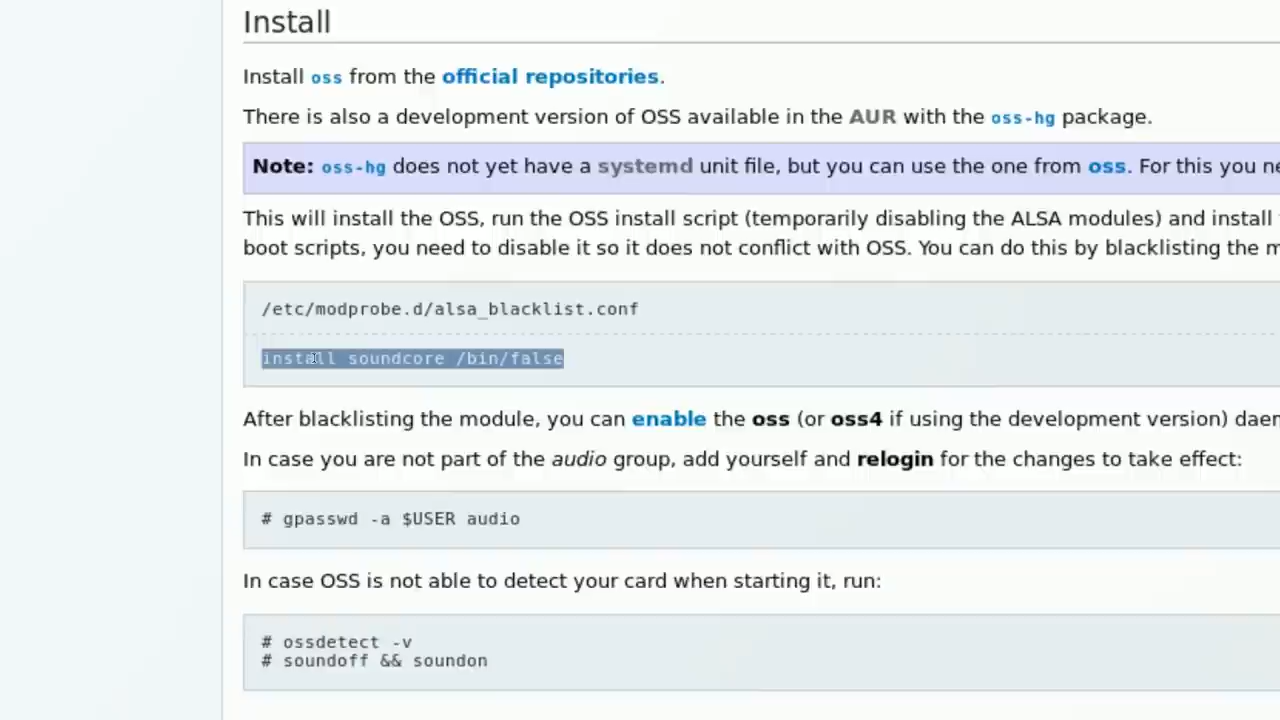 Install
Install oss from the official repositories.
There is also a development version of OSS available in the AUR with the oss-hg package.
Note: oss-hg does not yet have a systemd unit file, but you can use the one from oss. For this you
This will install the OSS, run the OSS install script (temporarily disabling the ALSA modules) and install
boot scripts, you need to disable it so it does not conflict with OSS. You can do this by blacklisting the
/etc/modprobe.d/alsa_blacklist.conf
install soundcore /bin/false
After blacklisting the module, you can enable the oss (or oss4 if using the development version)
In case you are not part of the audio group, add yourself and relogin for the changes to take effect:
# gpasswd -a $USER audio
In case OSS is not able to detect your card when starting it, run:
# ossdetect -v
# soundoff && soundon